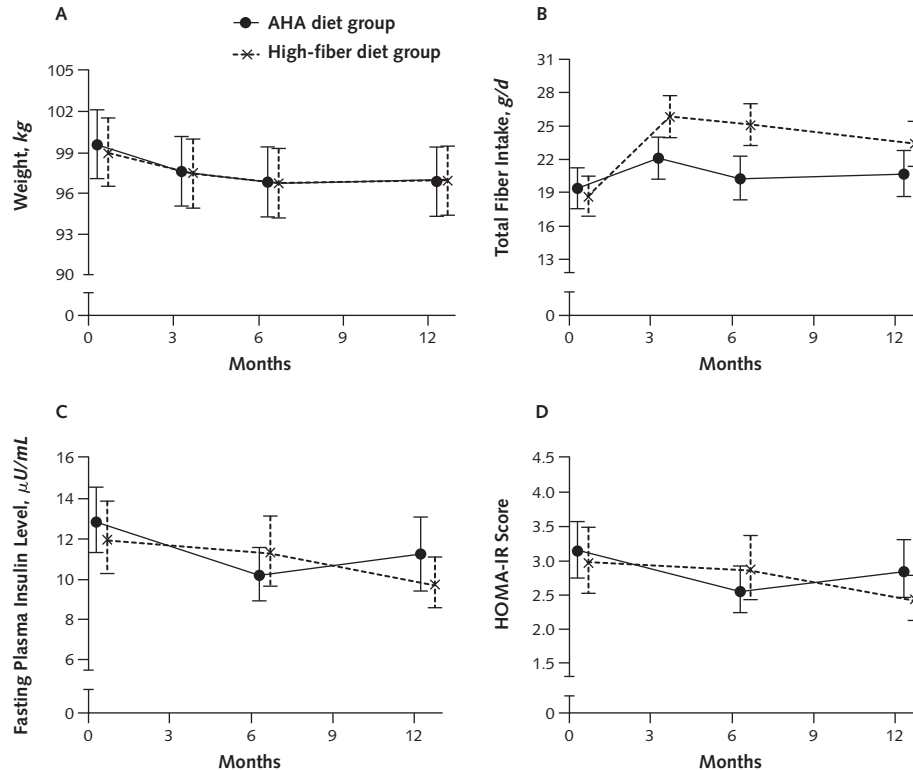 A
AHA diet group
High-fiber diet group
105
102
99
96
93
90
0
Weight, kg
0 3 6 9 12
Months
B
31
28
25
22
19
16
13
0
Total Fiber Intake, g/d
0 3 6 9 12
Months
C
16
14
12
10
8
6
0
Fasting Plasma Insulin Level, μU/mL
0 3 6 9 12
Months
D
4.5
4.0
3.5
3.0
2.5
2.0
1.5
0
HOMA-IR Score
0 3 6 9 12
Months